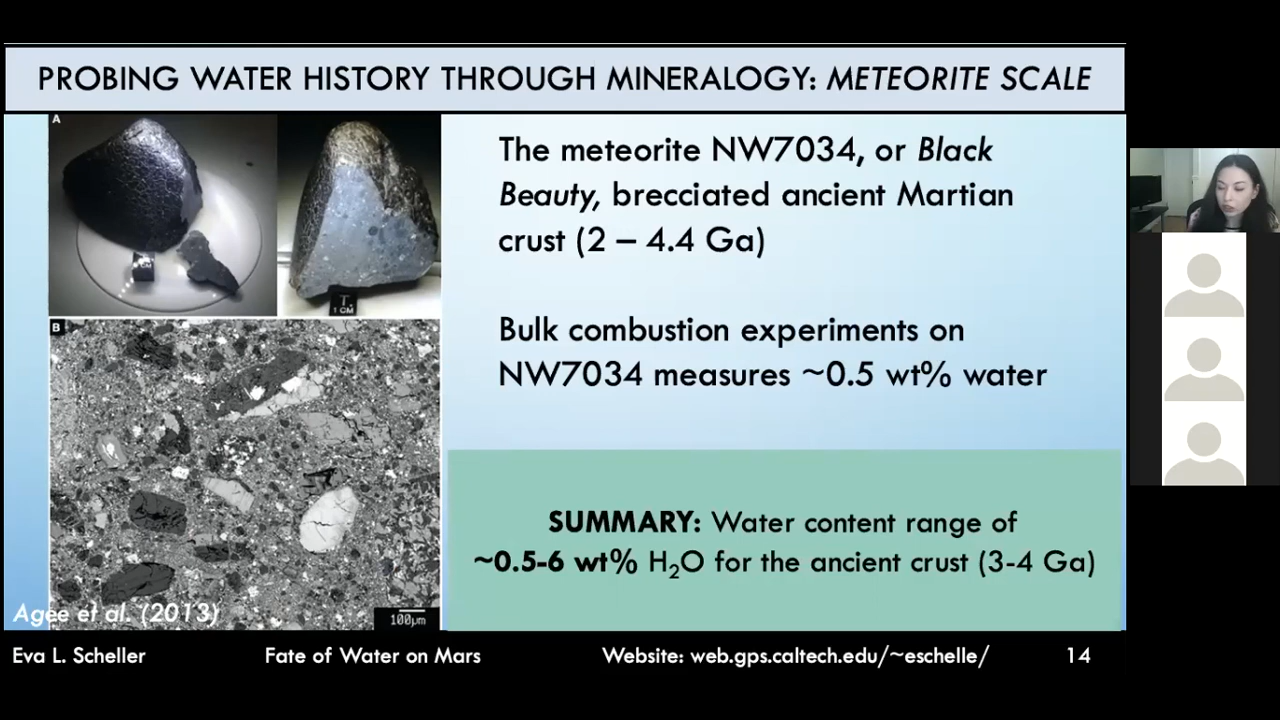 PROBING WATER HISTORY THROUGH MINERALOGY: METEORITE SCALE
A
T
1 CM
B
100μm
Agee et al. (2013)
The meteorite NW7034, or Black
Beauty, brecciated ancient Martian
crust (2 – 4.4 Ga)
Bulk combustion experiments on
NW7034 measures ~0.5 wt% water
SUMMARY: Water content range of
~0.5-6 wt% H₂O for the ancient crust (3-4 Ga)
Eva L. Scheller
Fate of Water on Mars
Website: web.gps.caltech.edu/~eschelle/
14